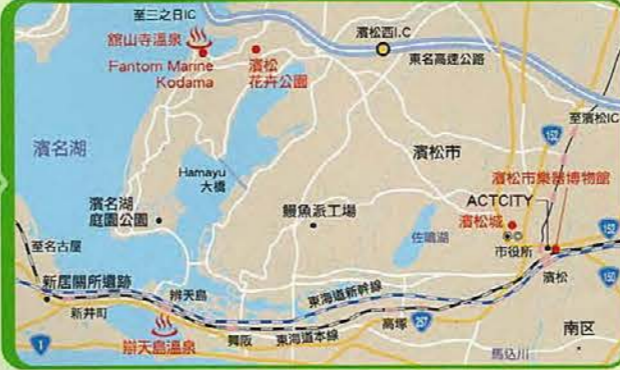 至三之日IC
舘山寺溫泉
Fantom Marine
Kodama
濱松
花卉公園
濱松西I.C
東名高速公路
至濱松IC
152
濱名湖
Hamayu
大橋
濱松市
濱松市樂器博物館
ACTCITY
濱松城
市役所
濱名湖
庭園公園
鰻魚派工場
佐鳴湖
152
至名古屋
濱松
150
新居關所遺跡
新井町
辨天島
東海道新幹線
辯天島溫泉
舞阪
東海道本線
高塚
257
1
馬込川
南区